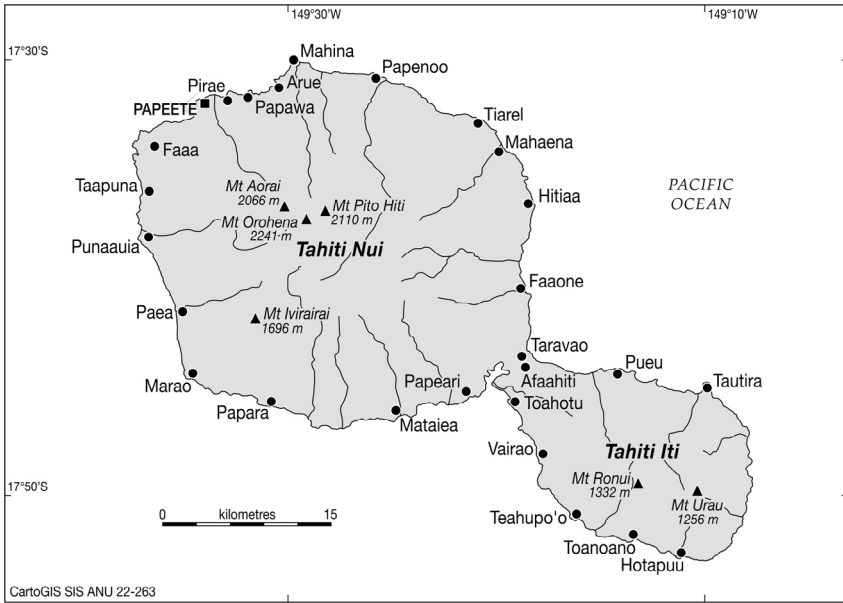 149°30'W
149°10'W
17°30'S
Mahina
Papenoo
Pirae
Arue
PAPEETE
Papawa
Tiarel
Mahaena
Faaa
Taapuna
Mt Aorai
2066 m
Mt Pito Hiti
2110 m
Hitiaa
PACIFIC
OCEAN
Mt Orohena
2241 m
Punaauia
Tahiti Nui
Faaone
Paea
Mt Ivirairai
1696 m
Taravao
Pueu
Marao
Papeari
Afaahiti
Tautira
Papara
Toahotu
Mataiea
Vairao
Tahiti Iti
Mt Ronui
1332 m
17°50'S
Mt Urau
1256 m
0 kilometres 15
Teahupo'o
Toanoano
Hotapuu
CartoGIS SIS ANU 22-263